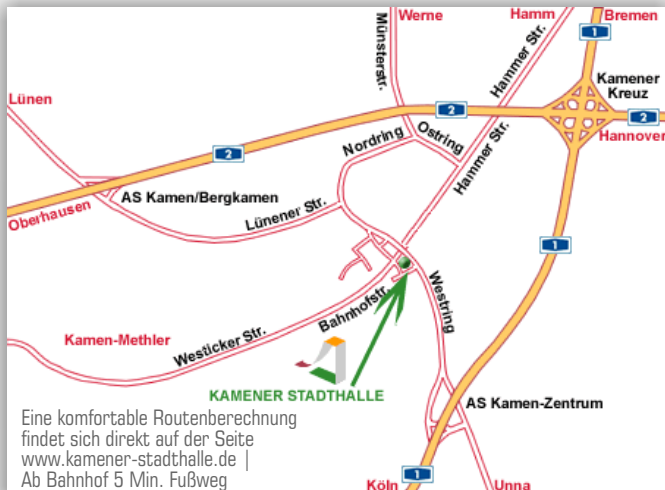 Werne
Hamm
Bremen
1
Münsterstr.
Hammer Str.
Kamener
Kreuz
Lünen
2
2
Hannover
Nordring
Ostring
Hammer Str.
2
AS Kamen/Bergkamen
Oberhausen
Lünener Str.
1
Westring
Bahnhofstr.
Kamen-Methler
Westicker Str.
KAMENER STADTHALLE
AS Kamen-Zentrum
Eine komfortable Routenberechnung
findet sich direkt auf der Seite
www.kamener-stadthalle.de |
Ab Bahnhof 5 Min. Fußweg
Köln
1
Unna